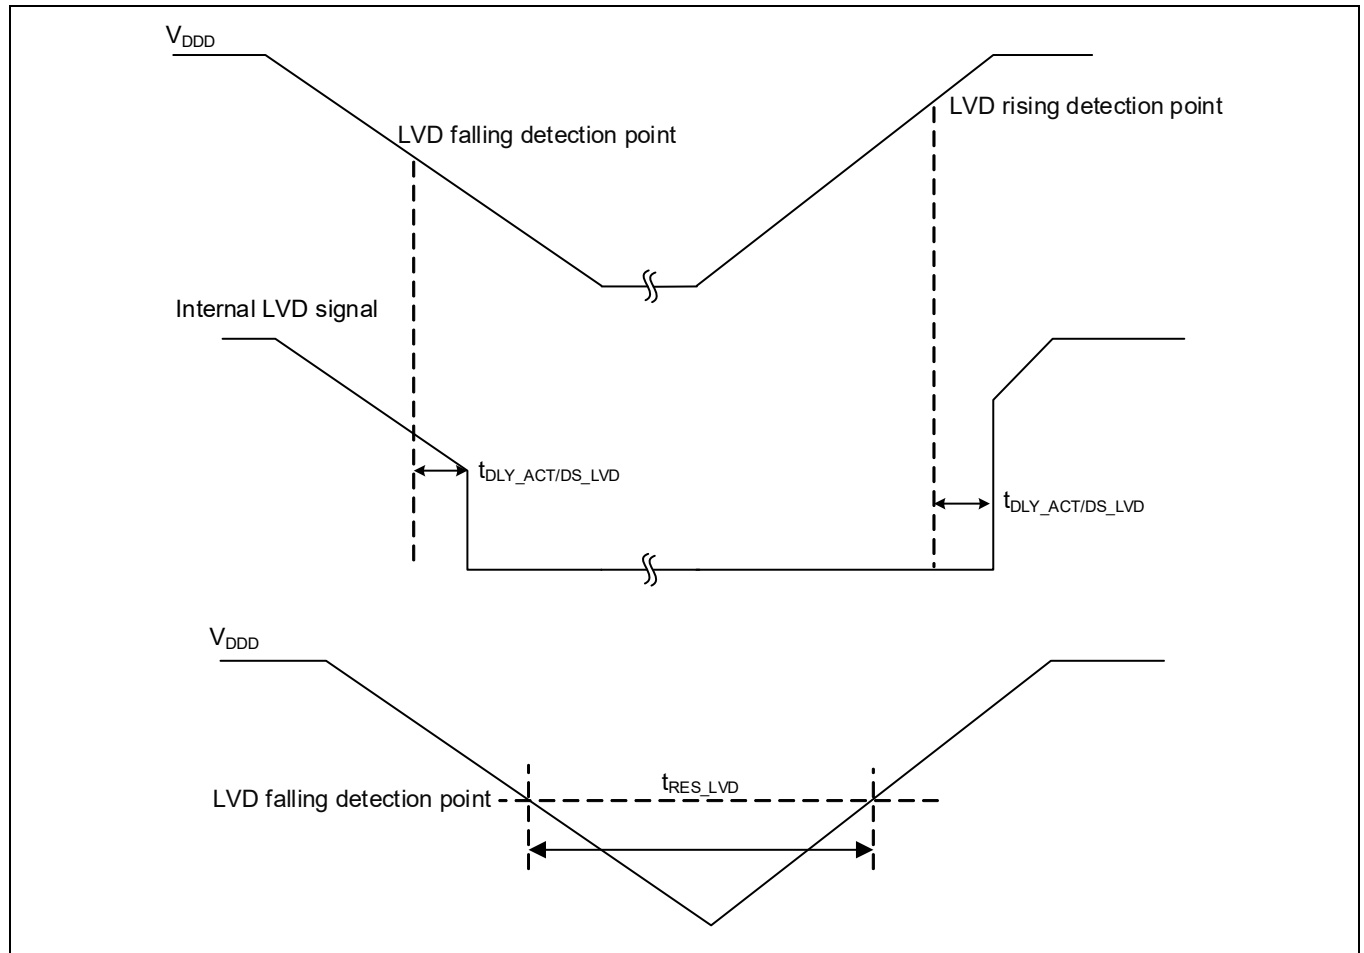 VDDD
LVD rising detection point
LVD falling detection point
Internal LVD signal
tDLY_ACT/DS_LVD
tDLY_ACT/DS_LVD
VDDD
tRES_LVD
LVD falling detection point